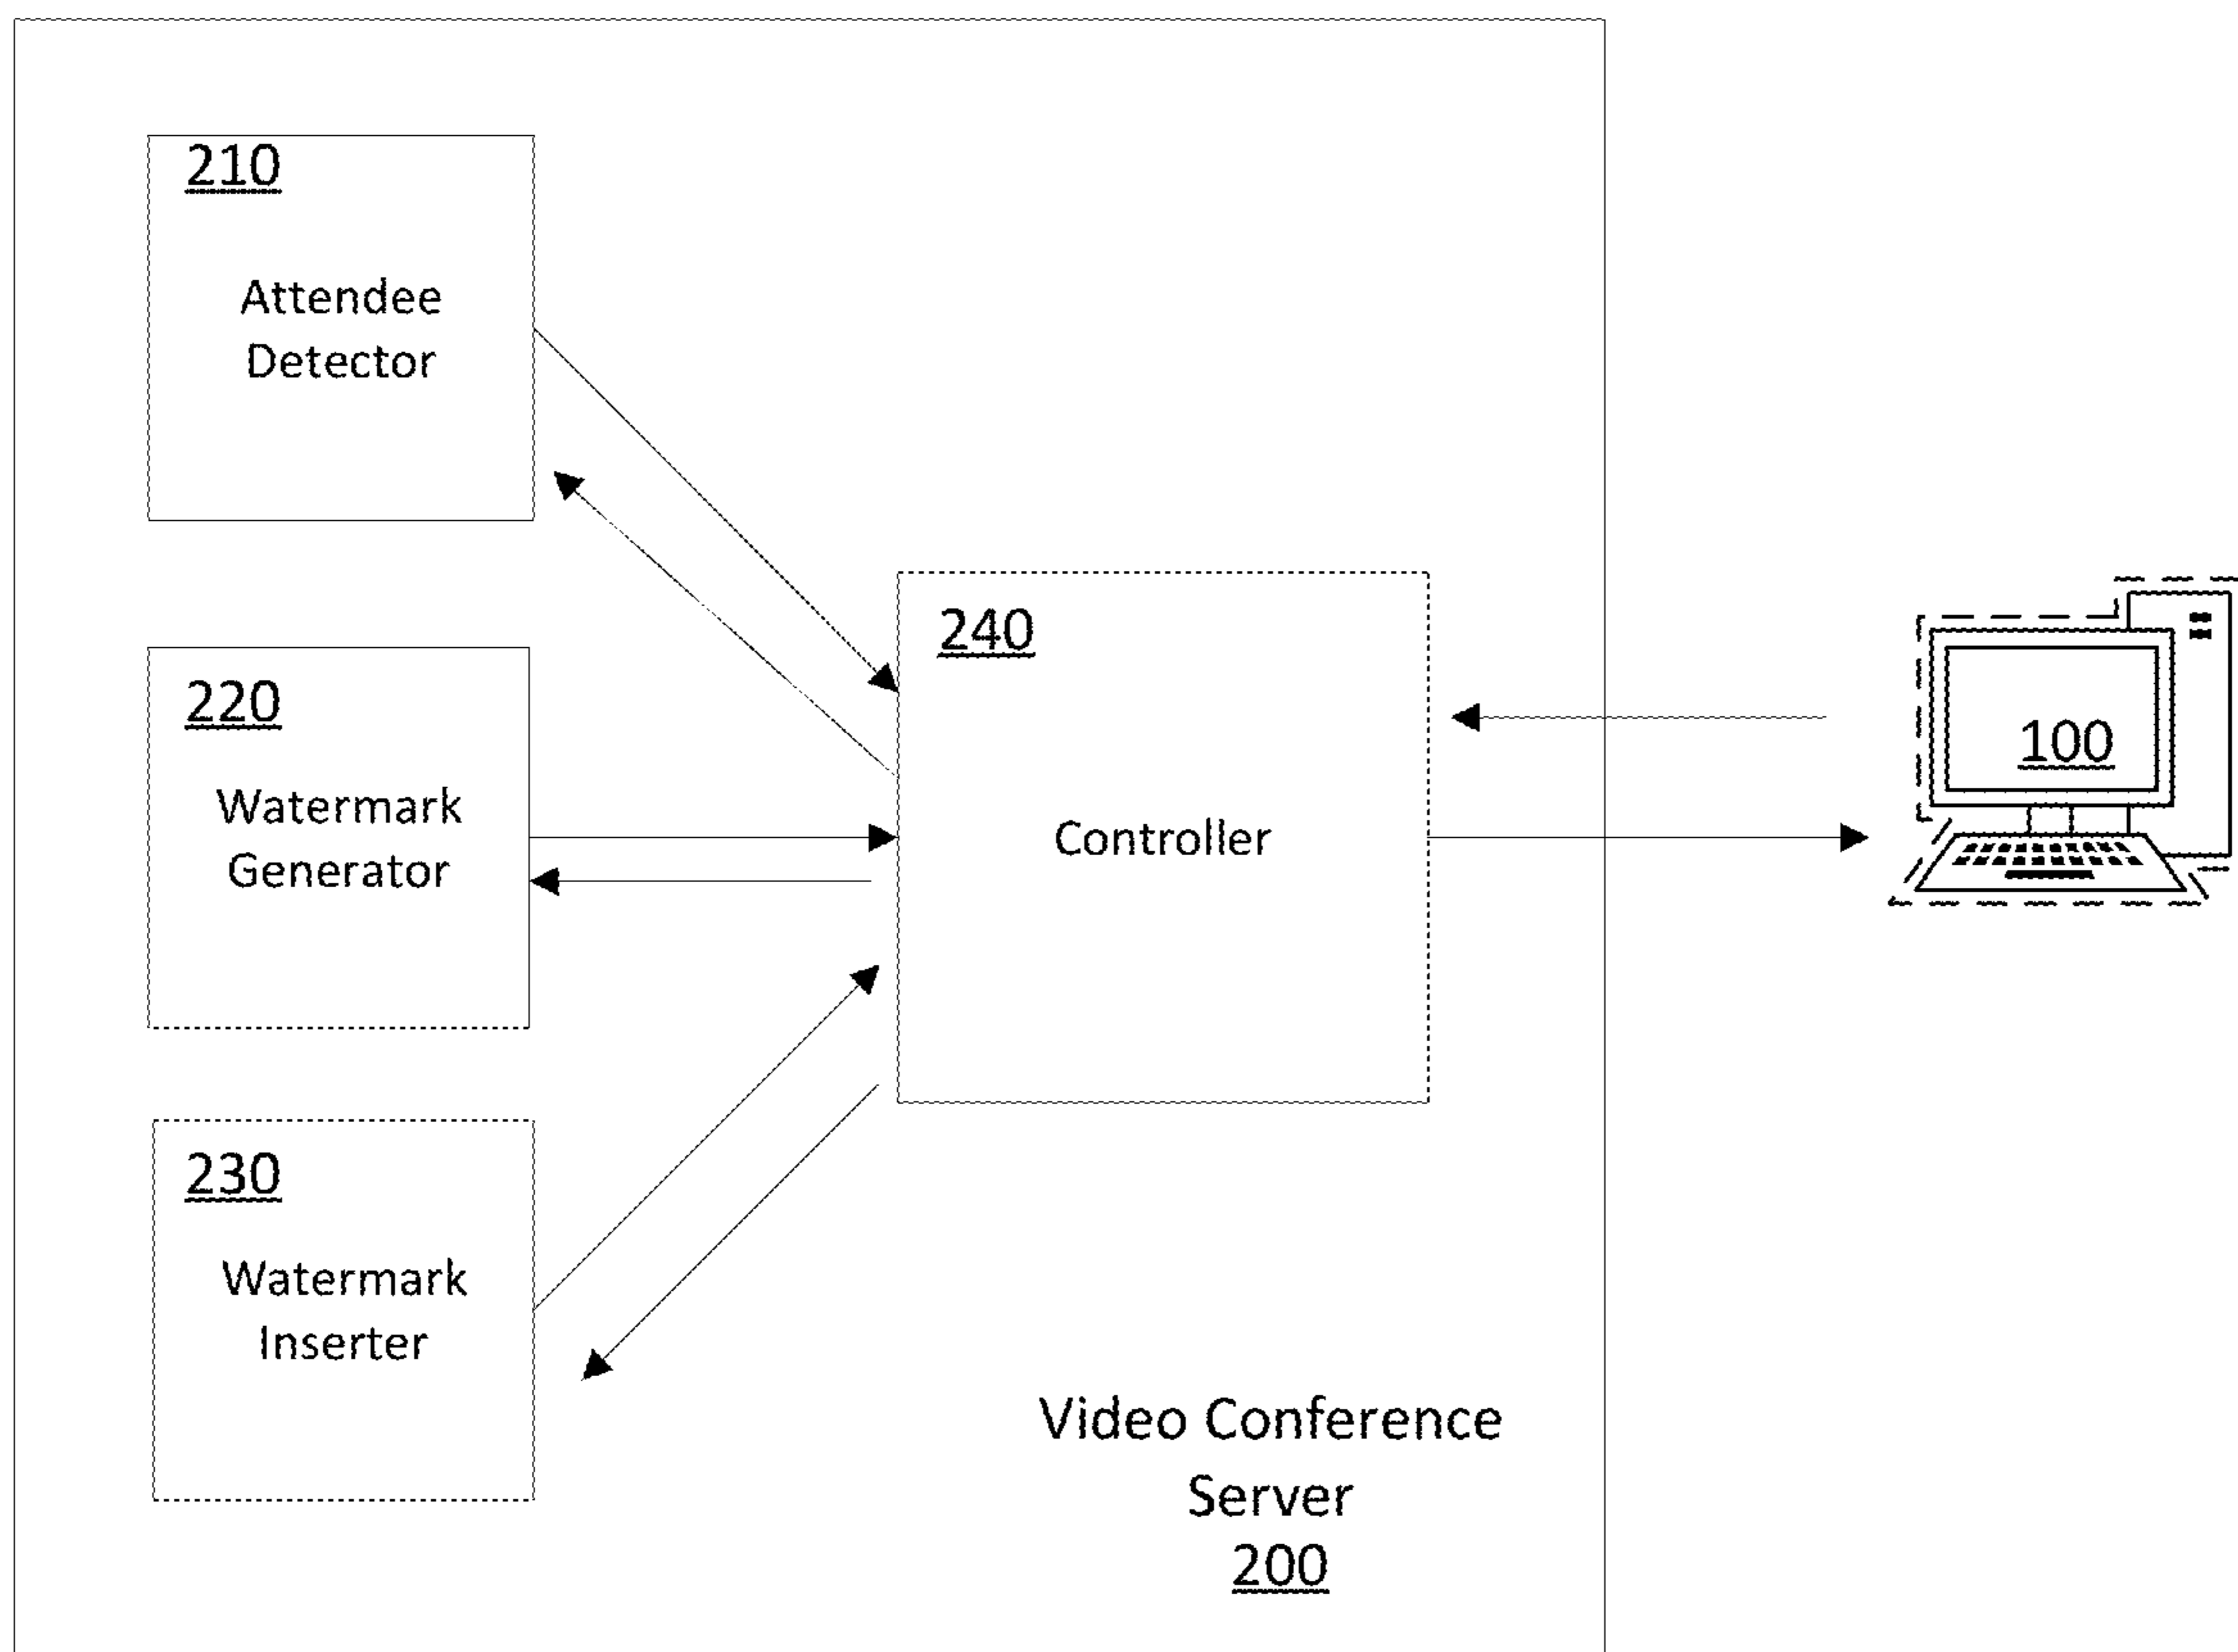 210
Attendee
Detector
220
Watermark
Generator
230
Watermark
Inserter
240
Controller
100
Video Conference
Server
200